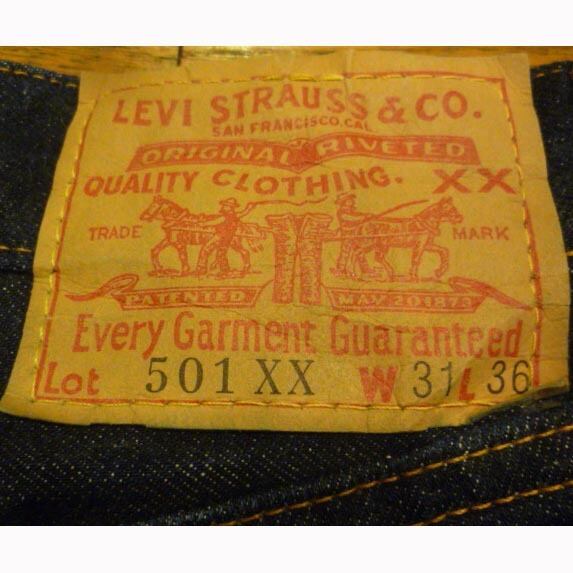 LEVI STRAUSS & CO.
SAN FRANCISCO, CAL.
ORIGINAL RIVETED
QUALITY CLOTHING. XX
TRADE MARK
PATENTED MAY 20 1873
Every Garment Guaranteed
Lot 501 XX W 31 L 36